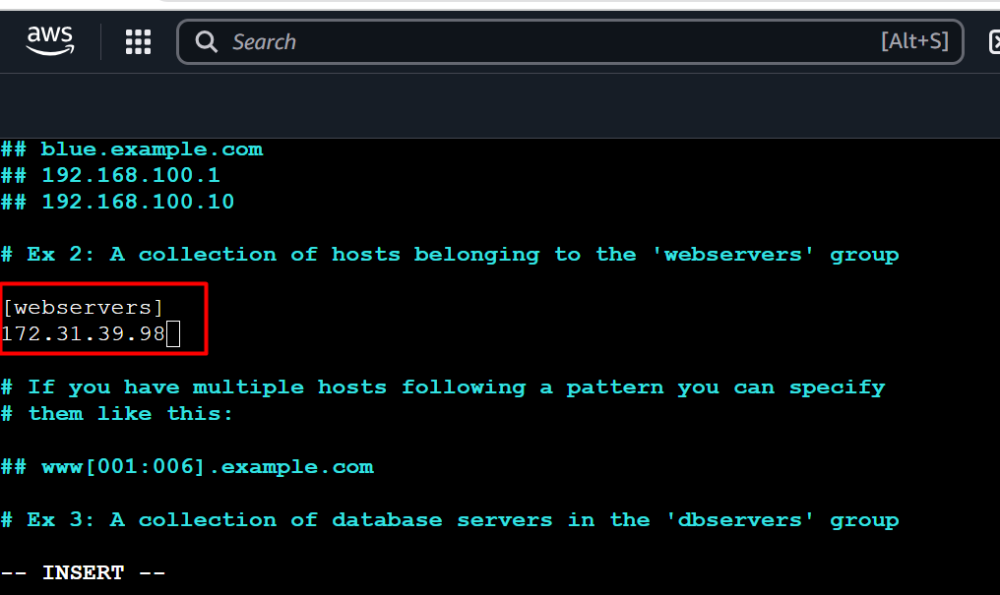 aws
Search [Alt+S]
## blue.example.com
## 192.168.100.1
## 192.168.100.10
# Ex 2: A collection of hosts belonging to the 'webservers' group
[webservers]
172.31.39.98
# If you have multiple hosts following a pattern you can specify
# them like this:
## www[001:006].example.com
# Ex 3: A collection of database servers in the 'dbservers' group
-- INSERT --